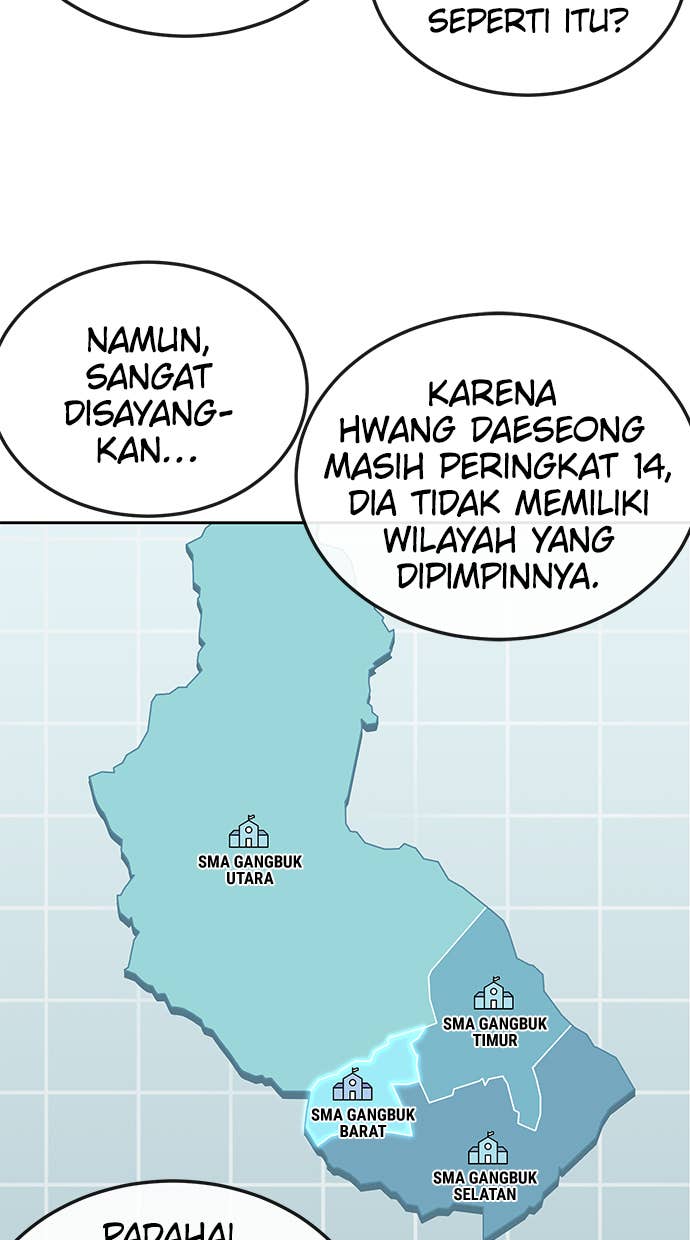 SEPERTI ITU?
NAMUN,
SANGAT
DISAYANG-
KAN...
KARENA
HWANG DAESEONG
MASIH PERINGKAT 14,
DIA TIDAK MEMILIKI
WILAYAH YANG
DIPIMPINNYA.
SMA GANGBUK
UTARA
SMA GANGBUK
TIMUR
SMA GANGBUK
BARAT
SMA GANGBUK
SELATAN
PADAHAL